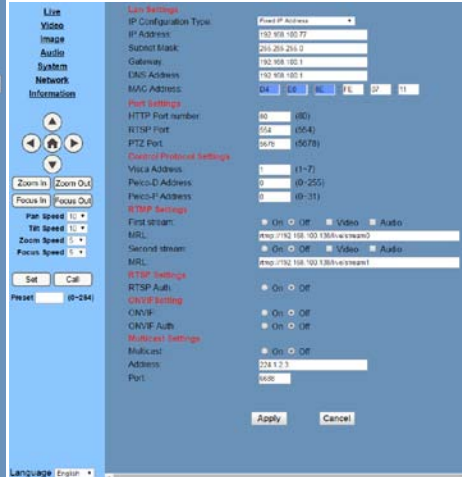 Live
Video
Image
Audio
System
Network
Information
Zoom In Zoom Out
Focus In Focus Out
Pan Speed 10
Tilt Speed 10
Zoom Speed 5
Focus Speed 5
Set Call
Preset (0~254)
Language English
Lan Settings
IP Configuration Type: Fixed IP Address
IP Address: 192.168.100.77
Subnet Mask: 255.255.255.0
Gateway: 192.168.100.1
DNS Address: 192.168.100.1
MAC Address: D4 : E0 : 8E : FE : 07 : 11
Port Settings
HTTP Port number: 80 (80)
RTSP Port: 554 (554)
PTZ Port: 5678 (5678)
Control Protocol Settings
Visca Address: 1 (1~7)
Pelco-D Address: 0 (0~255)
Pelco-P Address: 0 (0~31)
RTMP Settings
First stream: On Off Video Audio
MRL: rtmp://192.168.100.138/live/stream0
Second stream: On Off Video Audio
MRL: rtmp://192.168.100.138/live/stream1
RTSP Settings
RTSP Auth: On Off
ONVIF Setting
ONVIF: On Off
ONVIF Auth: On Off
Multicast Settings
Multicast: On Off
Address: 224.1.2.3
Port: 6688
Apply Cancel